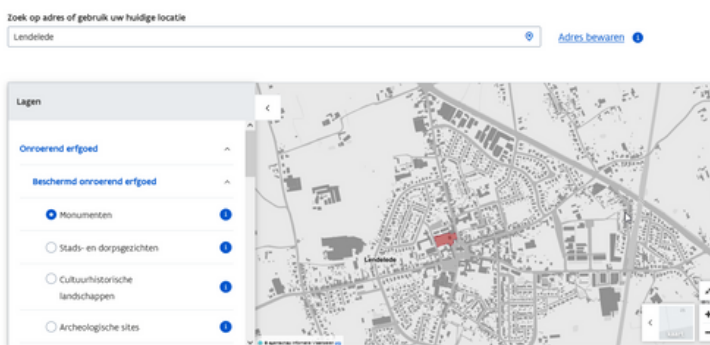 Zoek op adres of gebruik uw huidige locatie
Lendelede
Adres bewaren
Lagen
Onroerend erfgoed
Beschermd onroerend erfgoed
Monumenten
Stads- en dorpsgezichten
Cultuurhistorische
landschappen
Archeologische sites
Lendelede